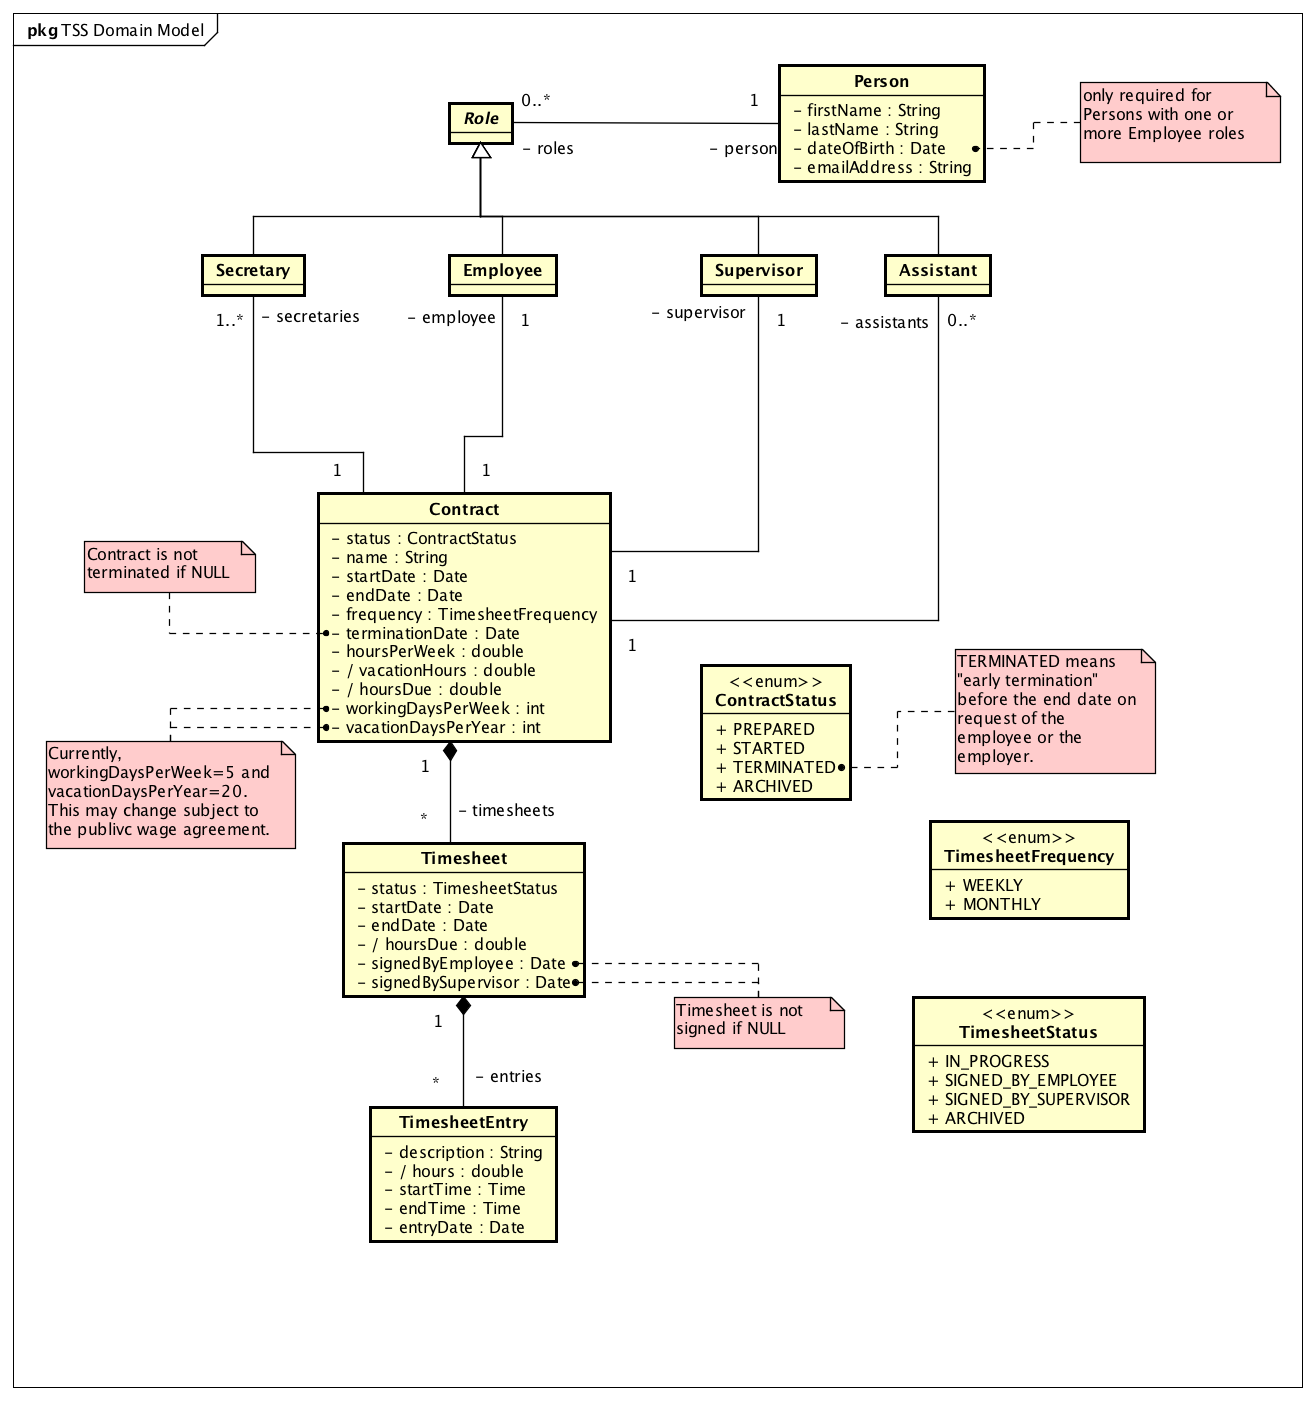 pkg TSS Domain Model
Person
- firstName : String
- lastName : String
- dateOfBirth : Date
- emailAddress : String
only required for
Persons with one or
more Employee roles
Role
0..*
1
- roles
- person
Secretary
Employee
Supervisor
Assistant
1..*
- secretaries
- employee
1
- supervisor
1
- assistants
0..*
1
1
Contract
- status : ContractStatus
- name : String
- startDate : Date
- endDate : Date
- frequency : TimesheetFrequency
- terminationDate : Date
- hoursPerWeek : double
- / vacationHours : double
- / hoursDue : double
- workingDaysPerWeek : int
- vacationDaysPerYear : int
1
1
Contract is not
terminated if NULL
Currently,
workingDaysPerWeek=5 and
vacationDaysPerYear=20.
This may change subject to
the publivc wage agreement.
<<enum>>
ContractStatus
+ PREPARED
+ STARTED
+ TERMINATED
+ ARCHIVED
TERMINATED means
"early termination"
before the end date on
request of the
employee or the
employer.
1
*
- timesheets
Timesheet
- status : TimesheetStatus
- startDate : Date
- endDate : Date
- / hoursDue : double
- signedByEmployee : Date
- signedBySupervisor : Date
<<enum>>
TimesheetFrequency
+ WEEKLY
+ MONTHLY
Timesheet is not
signed if NULL
<<enum>>
TimesheetStatus
+ IN_PROGRESS
+ SIGNED_BY_EMPLOYEE
+ SIGNED_BY_SUPERVISOR
+ ARCHIVED
1
*
- entries
TimesheetEntry
- description : String
- / hours : double
- startTime : Time
- endTime : Time
- entryDate : Date